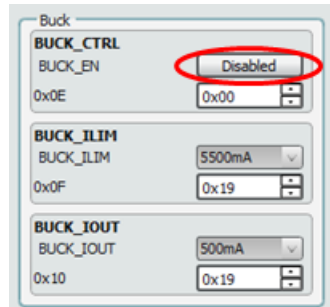 Buck
BUCK_CTRL
BUCK_EN Disabled
0x0E 0x00
BUCK_ILIM
BUCK_ILIM 5500mA
0x0F 0x19
BUCK_IOUT
BUCK_IOUT 500mA
0x10 0x19